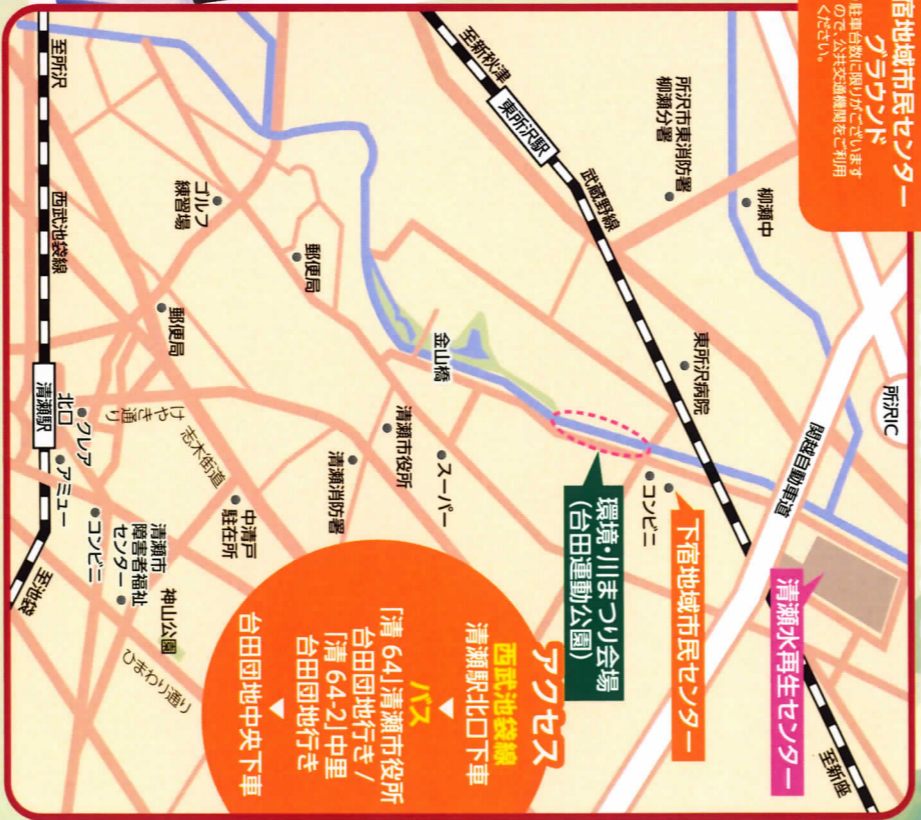 宿地域市民センター
グラウンド
駐車台数に限りがございます
ので、公共交通機関をご利用
ください。
所沢IC
関越自動車道
柳瀬中
所沢市東消防署
柳瀬分署
至新秋津
東所沢駅
武蔵野線
東所沢病院
至新座
清瀬水再生センター
下宿地域市民センター
コンビニ
環境・川まつり会場
(台田運動公園)
金山橋
スーパー
清瀬市役所
清瀬消防署
郵便局
ゴルフ
練習場
郵便局
けやき通り
志木街道
中清戸
駐在所
清瀬市
障害者福祉
センター
神山公園
ひまわり通り
至所沢
西武池袋線
清瀬駅
北口
クレア
アミュー
コンビニ
至池袋
アクセス
西武池袋線
清瀬駅北口下車
▼
バス
「清 64」清瀬市役所
台田団地行き /
「清 64-2」中里
台田団地行き
▼
台田団地中央下車